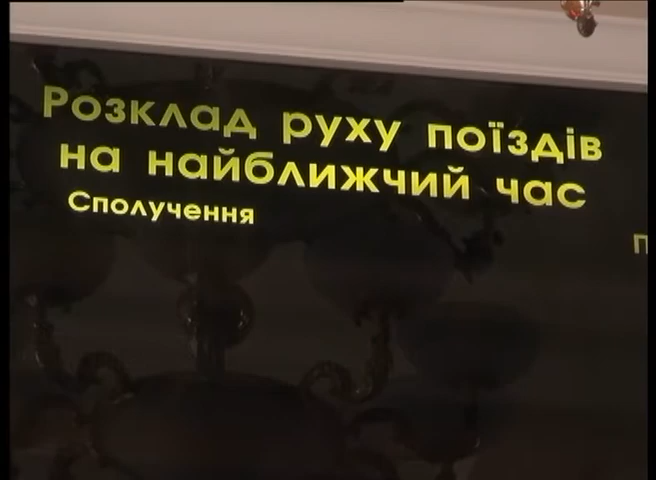 Розклад руху поїздів
на найближчий час
Сполучення